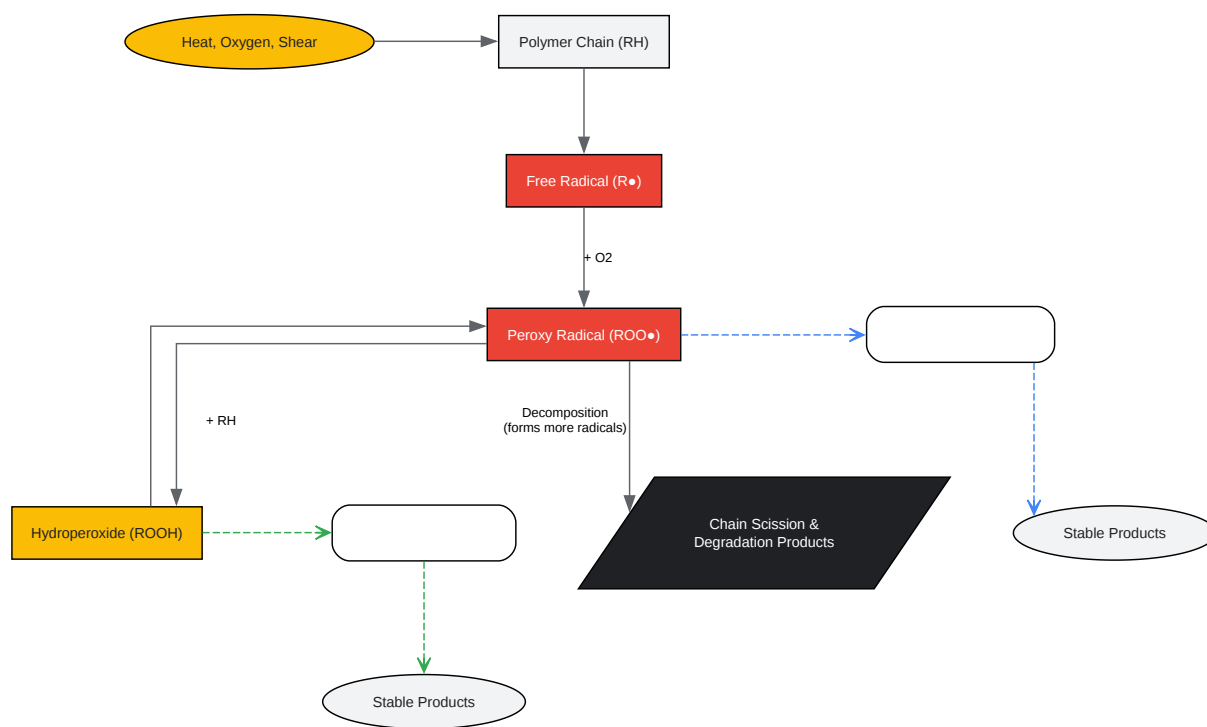 Heat, Oxygen, Shear
Polymer Chain (RH)
Free Radical (R●)
+ O2
Peroxy Radical (ROO●)
+ RH
Decomposition
(forms more radicals)
Hydroperoxide (ROOH)
Chain Scission &
Degradation Products
Stable Products
Stable Products